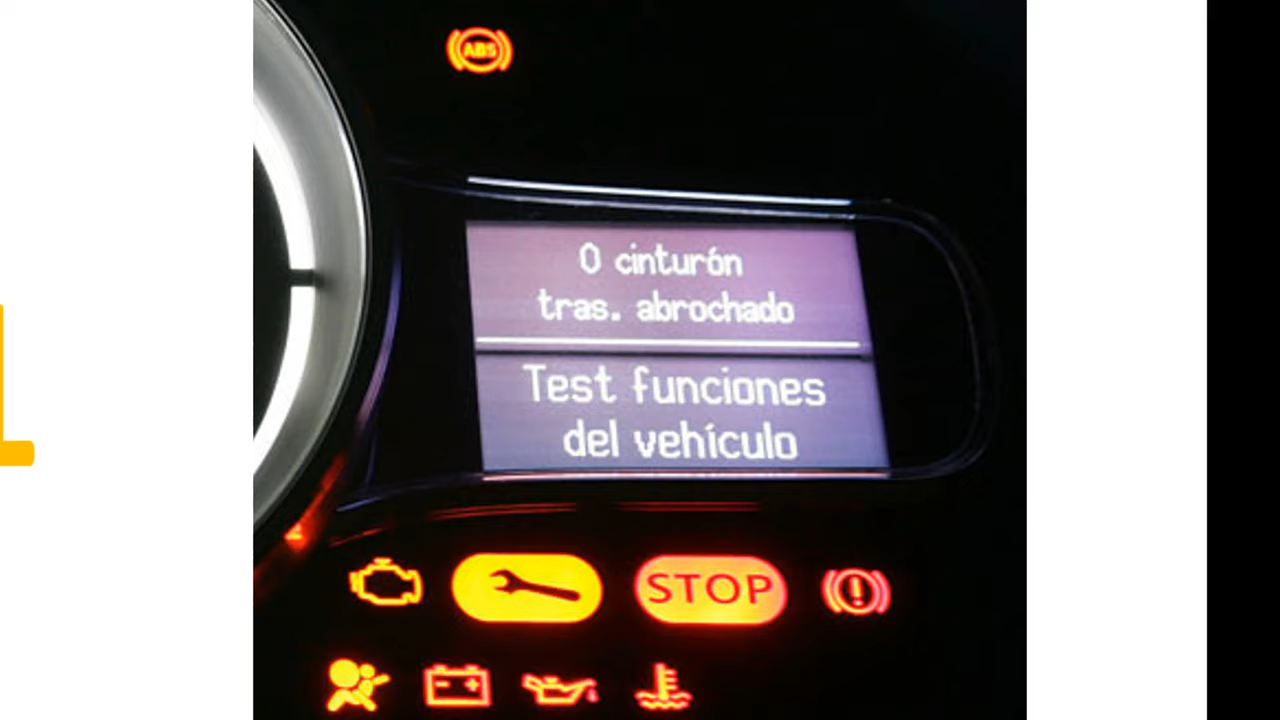 ABS
0 cinturón
tras. abrochado
Test funciones
del vehículo
STOP